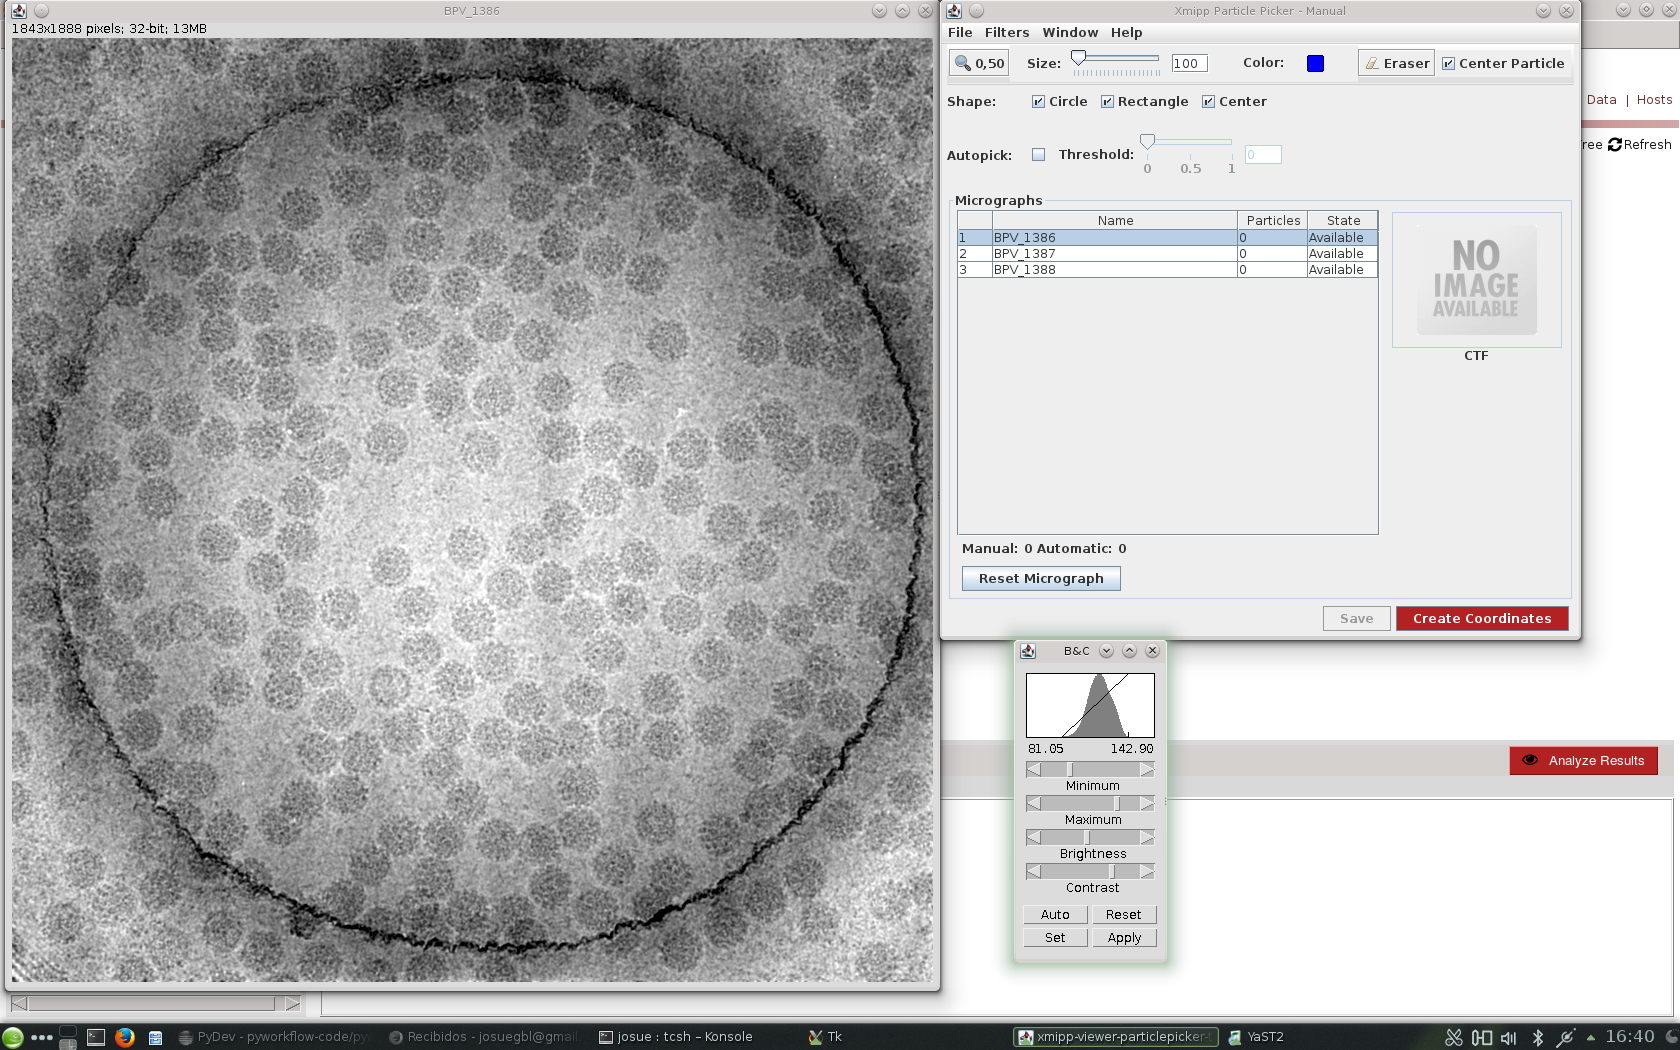 BPV_1386
1843x1888 pixels; 32-bit; 13MB
Xmipp Particle Picker - Manual
File Filters Window Help
0,50 Size: 100 Color: Eraser Center Particle
Shape: Circle Rectangle Center
Autopick: Threshold: 0
0 0.5 1
Micrographs
Name Particles State
1 BPV_1386 0 Available
2 BPV_1387 0 Available
3 BPV_1388 0 Available
NO
IMAGE
AVAILABLE
CTF
Manual: 0 Automatic: 0
Reset Micrograph
Save Create Coordinates
Data | Hosts
ree Refresh
B&C
81.05 142.90
Minimum
Maximum
Brightness
Contrast
Auto Reset
Set Apply
Analyze Results
PyDev - pyworkflow-code/py
Recibidos - josuegbl@gmail
josue : tcsh – Konsole
Tk
xmipp-viewer-particlepicker-
YaST2
16:40